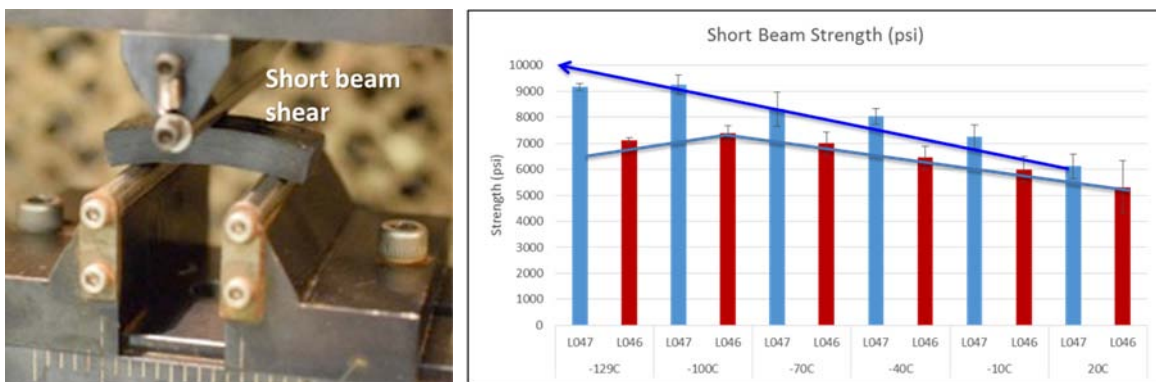 Short beam
shear
Short Beam Strength (psi)
Strength (psi)
10000
9000
8000
7000
6000
5000
4000
3000
2000
1000
0
L047 L046 L047 L046 L047 L046 L047 L046 L047 L046 L047 L046
-129C -100C -70C -40C -10C 20C